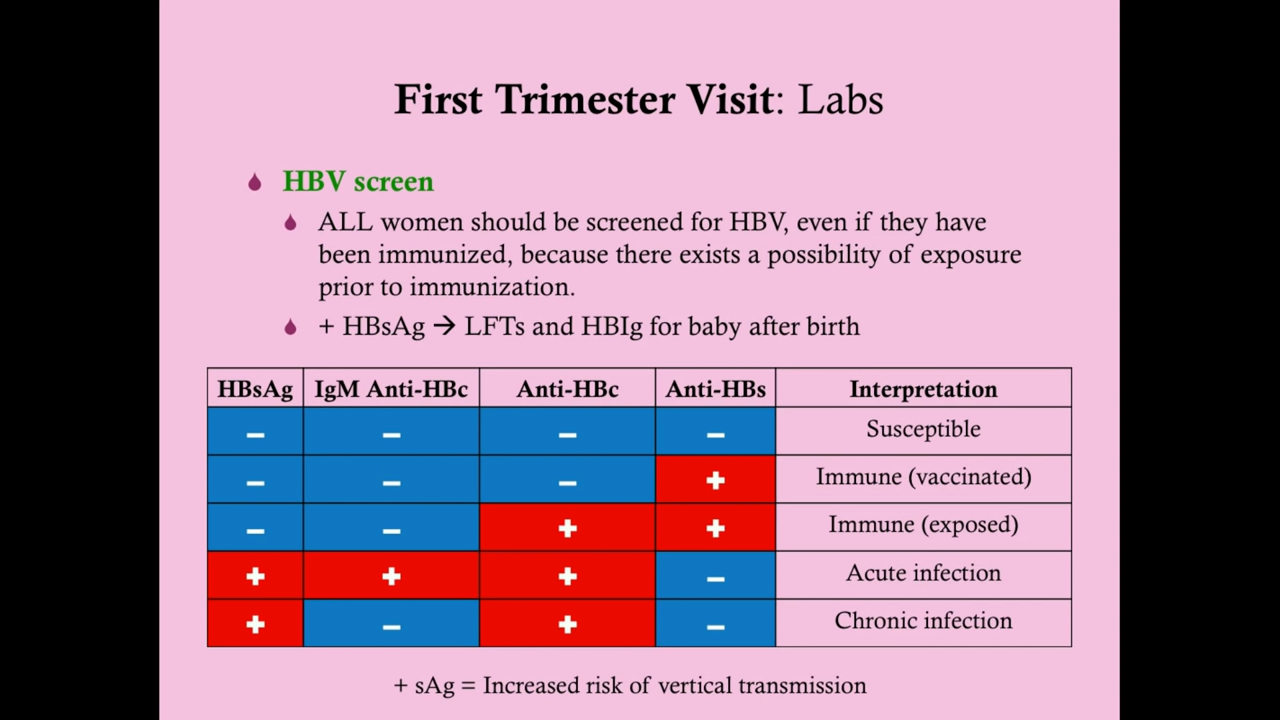 First Trimester Visit: Labs
HBV screen
ALL women should be screened for HBV, even if they have
been immunized, because there exists a possibility of exposure
prior to immunization.
+ HBsAg → LFTs and HBIg for baby after birth
HBsAg IgM Anti-HBc Anti-HBc Anti-HBs Interpretation
– – – – Susceptible
– – – + Immune (vaccinated)
– – + + Immune (exposed)
+ + + – Acute infection
+ – + – Chronic infection
+ sAg = Increased risk of vertical transmission